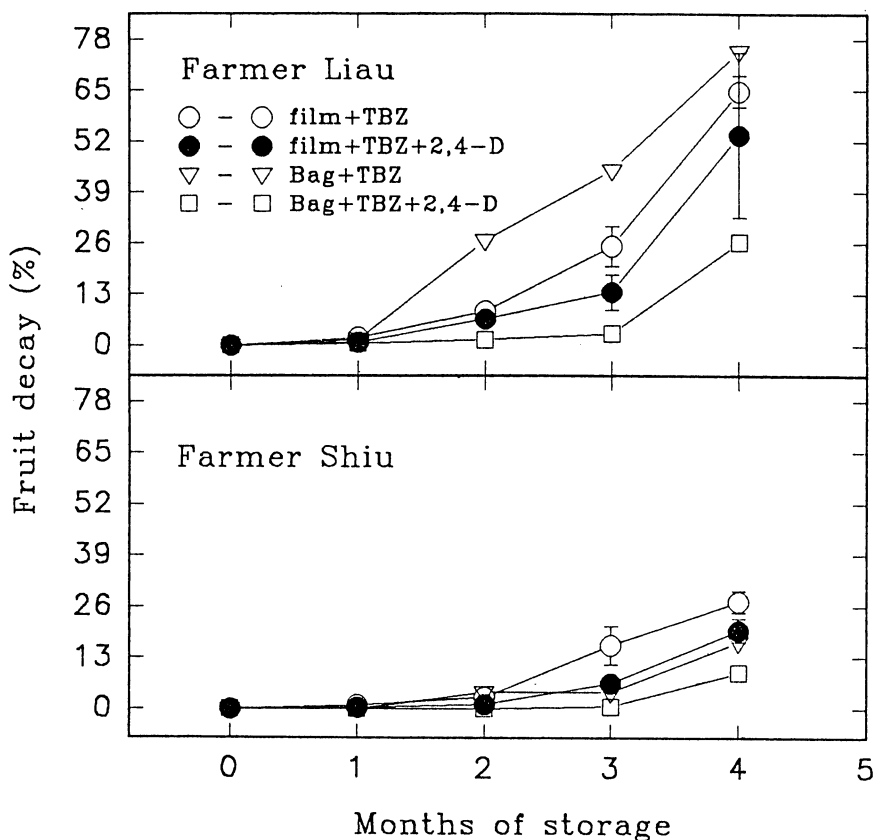 Farmer Liau
film+TBZ
film+TBZ+2,4-D
Bag+TBZ
Bag+TBZ+2,4-D
78
65
52
39
26
13
0
Farmer Shiu
78
65
52
39
26
13
0
Fruit decay (%)
0 1 2 3 4 5
Months of storage